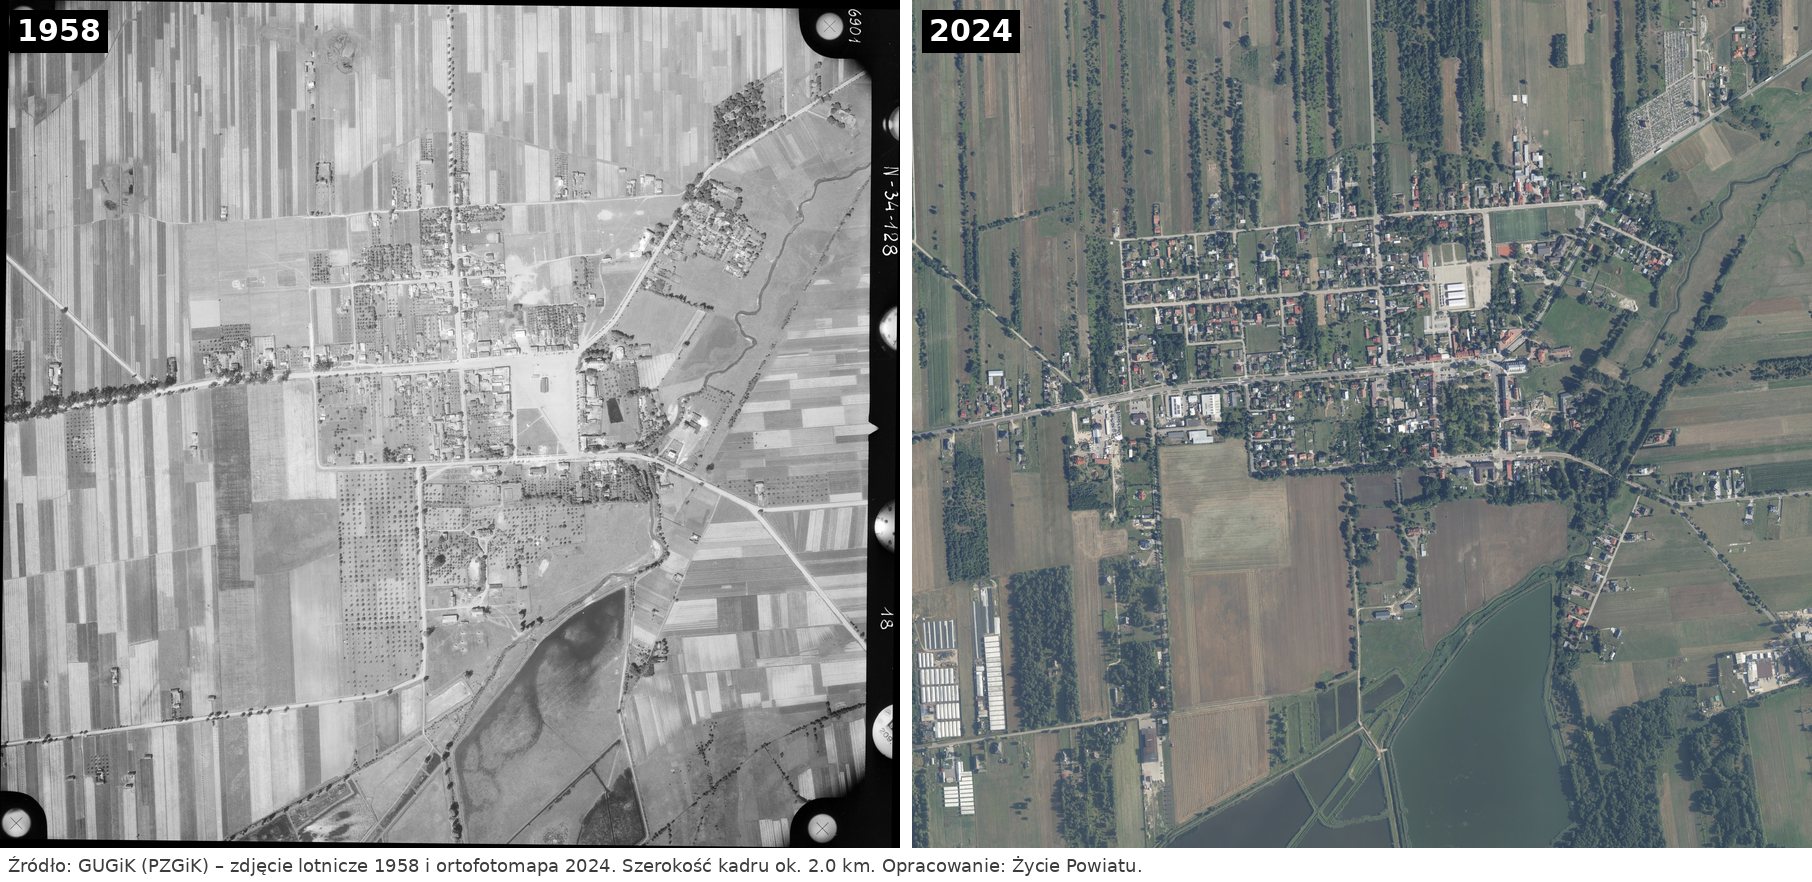 1958
2024
6901
N-34-128
18
Źródło: GUGiK (PZGiK) – zdjęcie lotnicze 1958 i ortofotomapa 2024. Szerokość kadru ok. 2.0 km. Opracowanie: Życie Powiatu.